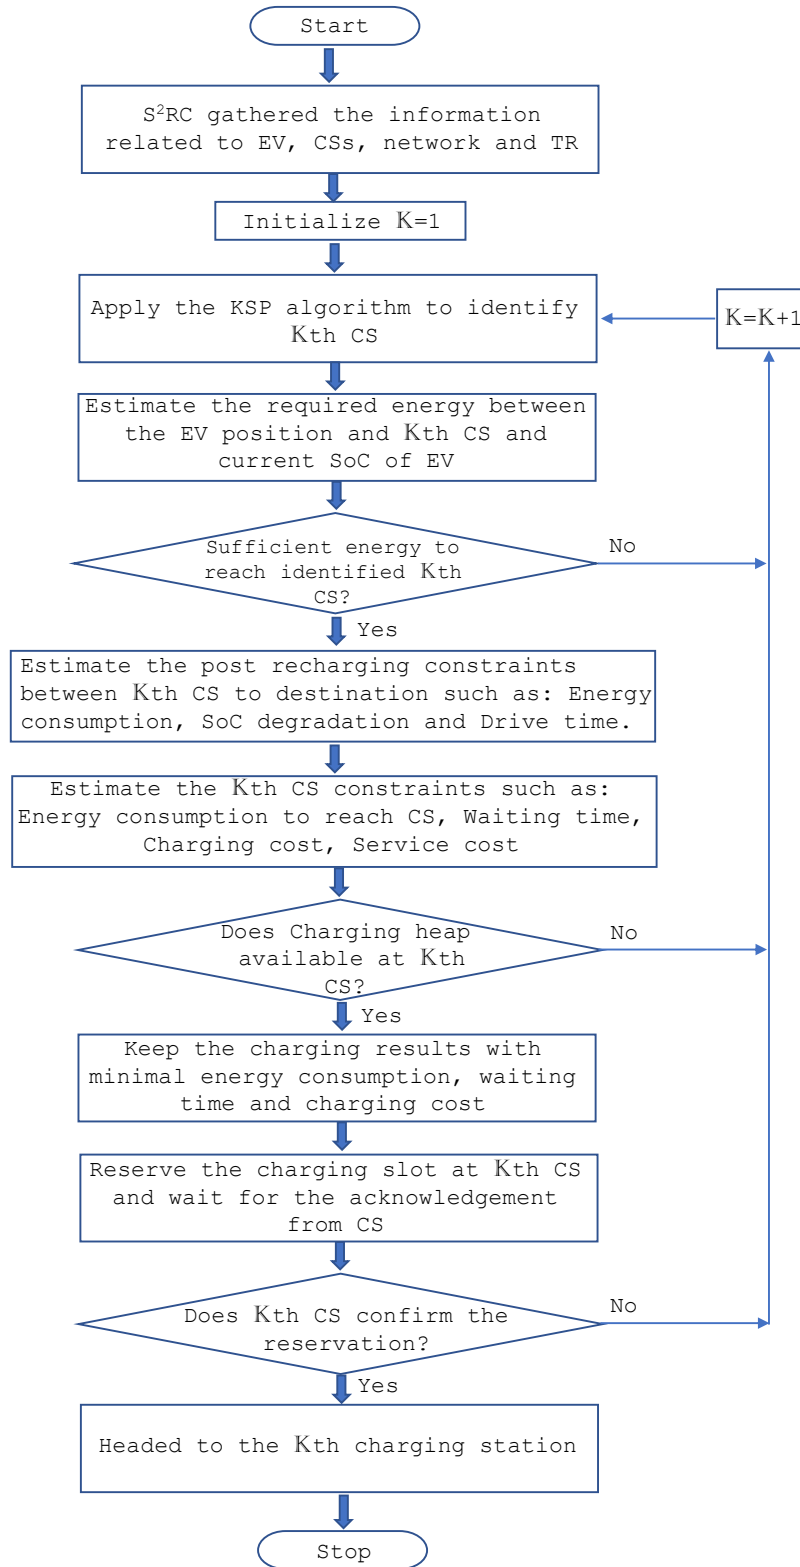 Start
S²RC gathered the information
related to EV, CSs, network and TR
Initialize K=1
Apply the KSP algorithm to identify
Kth CS
K=K+1
Estimate the required energy between
the EV position and Kth CS and
current SoC of EV
Sufficient energy to
reach identified Kth
CS?
No
Yes
Estimate the post recharging constraints
between Kth CS to destination such as: Energy
consumption, SoC degradation and Drive time.
Estimate the Kth CS constraints such as:
Energy consumption to reach CS, Waiting time,
Charging cost, Service cost
Does Charging heap
available at Kth
CS?
No
Yes
Keep the charging results with
minimal energy consumption, waiting
time and charging cost
Reserve the charging slot at Kth CS
and wait for the acknowledgement
from CS
Does Kth CS confirm the
reservation?
No
Yes
Headed to the Kth charging station
Stop